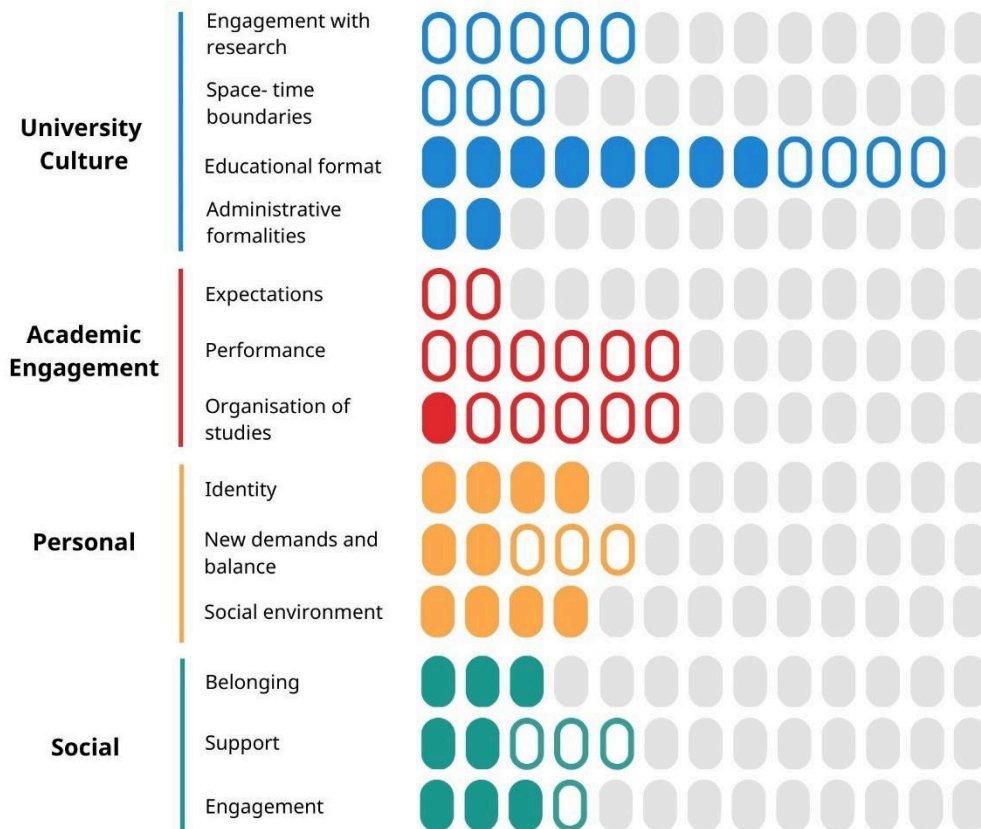 University
Culture
Engagement with
research
Space- time
boundaries
Educational format
Administrative
formalities
Academic
Engagement
Expectations
Performance
Organisation of
studies
Personal
Identity
New demands and
balance
Social environment
Social
Belonging
Support
Engagement